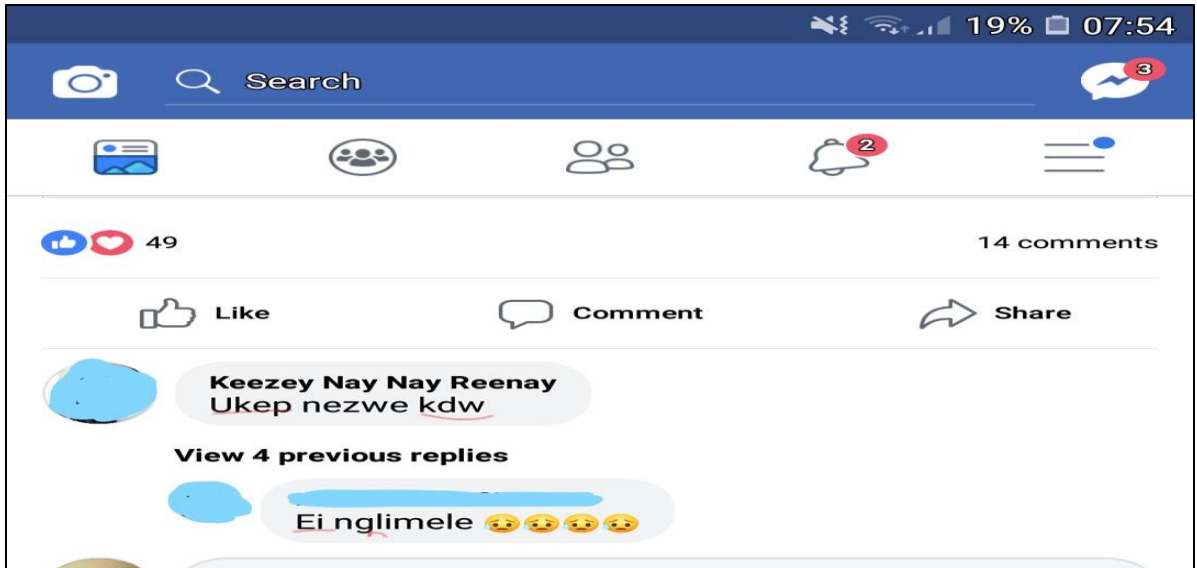 19% 07:54
Search
3
2
49 14 comments
Like Comment Share
Keezey Nay Nay Reenay
Ukep nezwe kdw
View 4 previous replies
Ei nglimele 😥😥😥😥